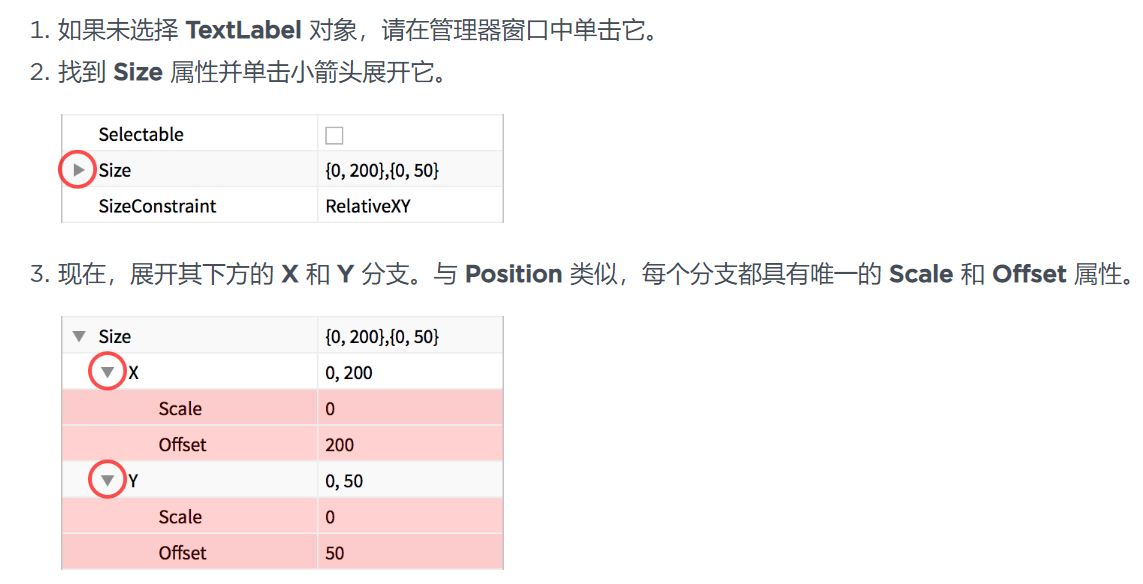 1. 如果未选择 TextLabel 对象，请在管理器窗口中单击它。
2. 找到 Size 属性并单击小箭头展开它。
Selectable
Size {0, 200},{0, 50}
SizeConstraint RelativeXY
3. 现在，展开其下方的 X 和 Y 分支。与 Position 类似，每个分支都具有唯一的 Scale 和 Offset 属性。
Size {0, 200},{0, 50}
X 0, 200
Scale 0
Offset 200
Y 0, 50
Scale 0
Offset 50